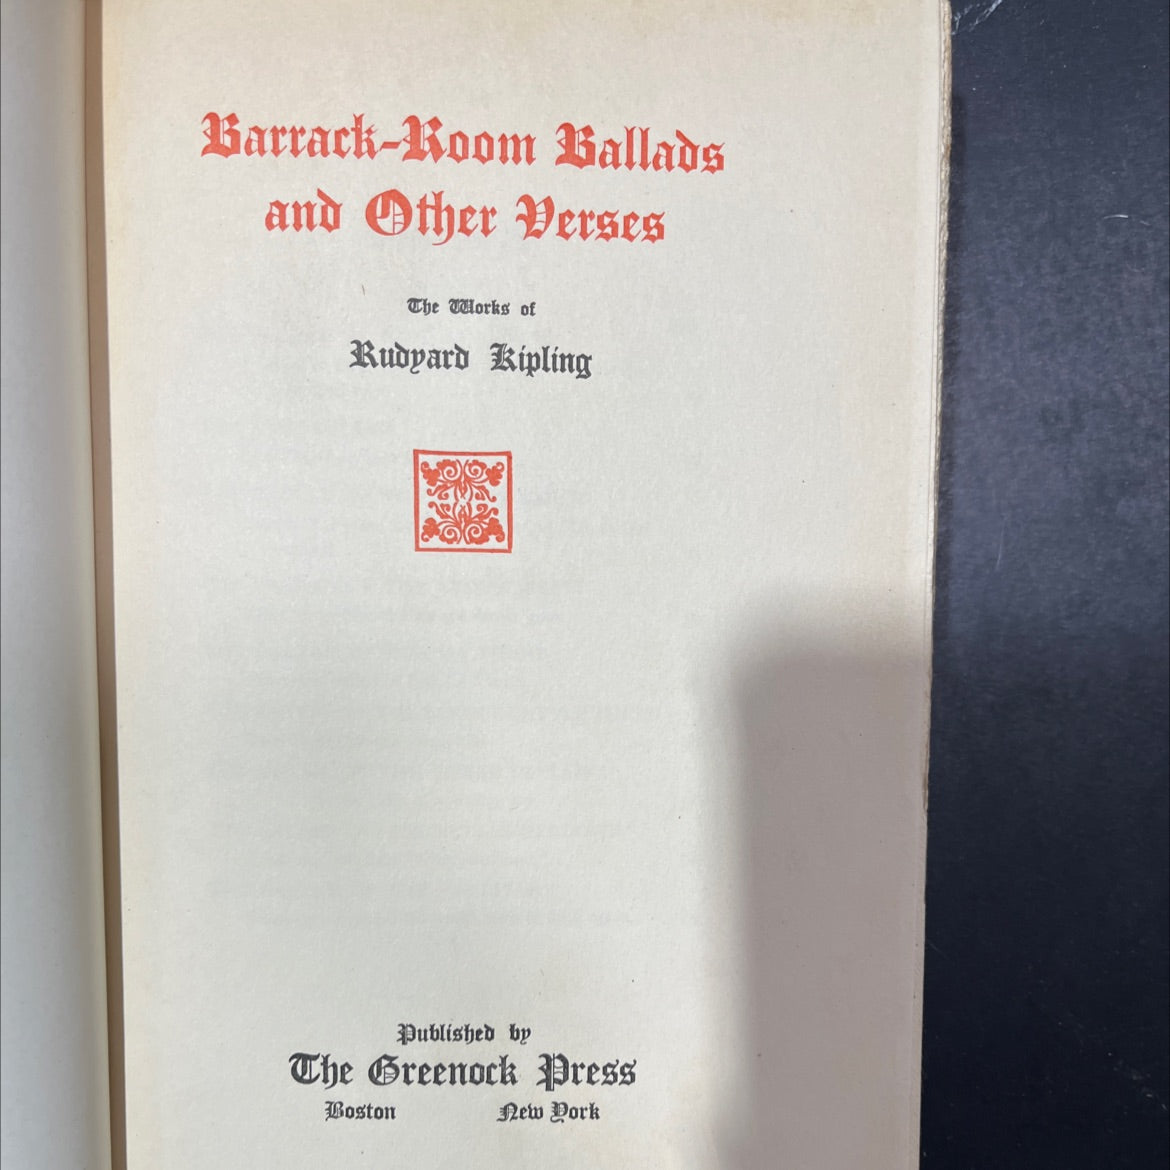 Barrack-Room Ballads
and Other Verses
The Works of
Rudyard Kipling
Published by
The Greenock Press
Boston New York